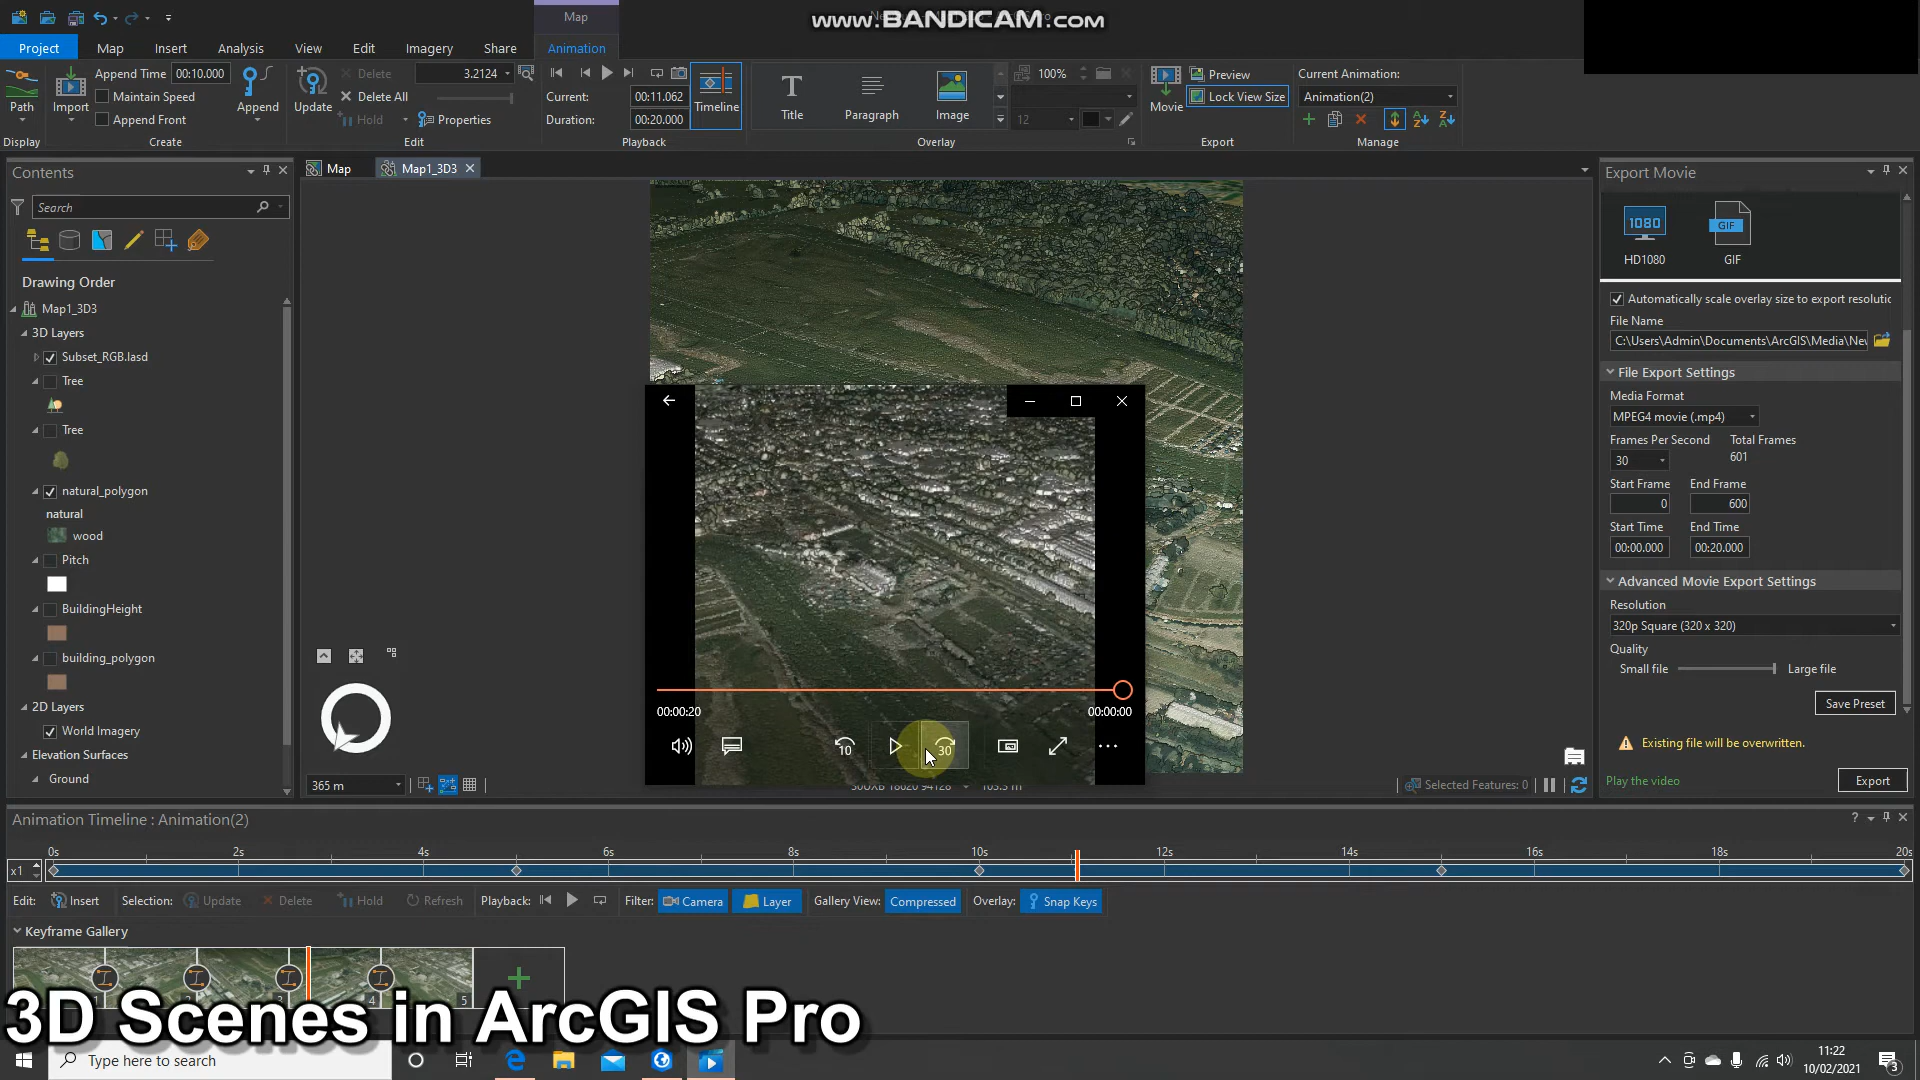 www.BANDICAM.com
Map
Project Map Insert Analysis View Edit Imagery Share Animation
Append Time 00:10.000
Maintain Speed
Append Front
Path Import Append Update
Display Create
Delete 3.2124
Delete All
Hold Properties
Edit
Current: 00:11.062
Duration: 00:20.000
Timeline
Playback
Title Paragraph Image
100%
12
Overlay
Movie
Preview
Lock View Size
Export
Current Animation:
Animation(2)
Manage
Contents
Search
Drawing Order
Map1_3D3
3D Layers
Subset_RGB.lasd
Tree
Tree
natural_polygon
natural
wood
Pitch
BuildingHeight
building_polygon
2D Layers
World Imagery
Elevation Surfaces
Ground
Map Map1_3D3
00:00:20 00:00:00
10 30
365 m
Selected Features: 0
Export Movie
1080 GIF
HD1080 GIF
Automatically scale overlay size to export resolutic
File Name
C:\Users\Admin\Documents\ArcGIS\Media\Nev
File Export Settings
Media Format
MPEG4 movie (.mp4)
Frames Per Second Total Frames
30 601
Start Frame End Frame
0 600
Start Time End Time
00:00.000 00:20.000
Advanced Movie Export Settings
Resolution
320p Square (320 x 320)
Quality
Small file Large file
Save Preset
Existing file will be overwritten.
Play the video Export
Animation Timeline : Animation(2)
0s 2s 4s 6s 8s 10s 12s 14s 16s 18s 20s
x1
Edit: Insert Selection: Update Delete Hold Refresh Playback: Filter: Camera Layer Gallery View: Compressed Overlay: Snap Keys
Keyframe Gallery
4 5
3D Scenes in ArcGIS Pro
Type here to search
11:22
10/02/2021
3